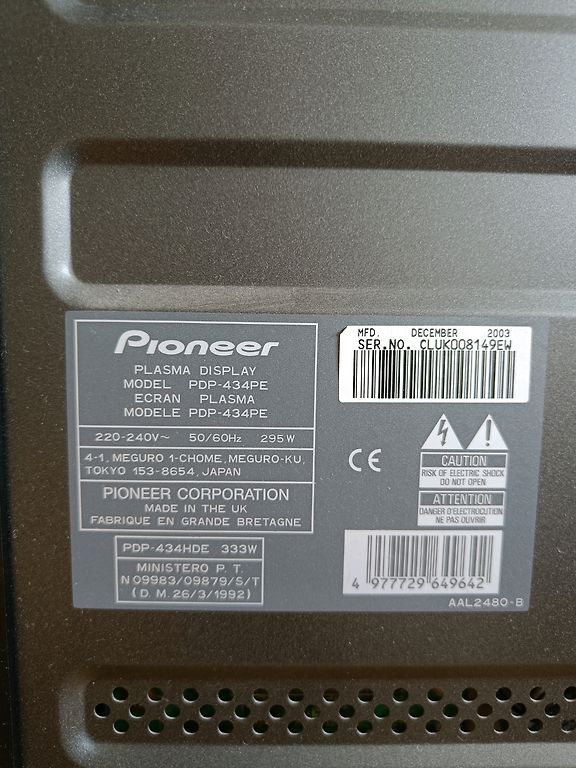 Pioneer
PLASMA DISPLAY
MODEL PDP-434PE
ECRAN PLASMA
MODELE PDP-434PE
220-240V~ 50/60Hz 295W
4-1, MEGURO 1-CHOME, MEGURO-KU,
TOKYO 153-8654, JAPAN
PIONEER CORPORATION
MADE IN THE UK
FABRIQUE EN GRANDE BRETAGNE
PDP-434HDE 333W
MINISTERO P. T.
N 09983/09879/S/T
(D. M. 26/3/1992)
MFD. DECEMBER 2003
SER.NO. CLUK008149EW
CE
CAUTION
RISK OF ELECTRIC SHOCK
DO NOT OPEN
ATTENTION
DANGER D'ELECTROCUTION
NE PAS OUVRIR
4 977729 649642
AAL2480-B